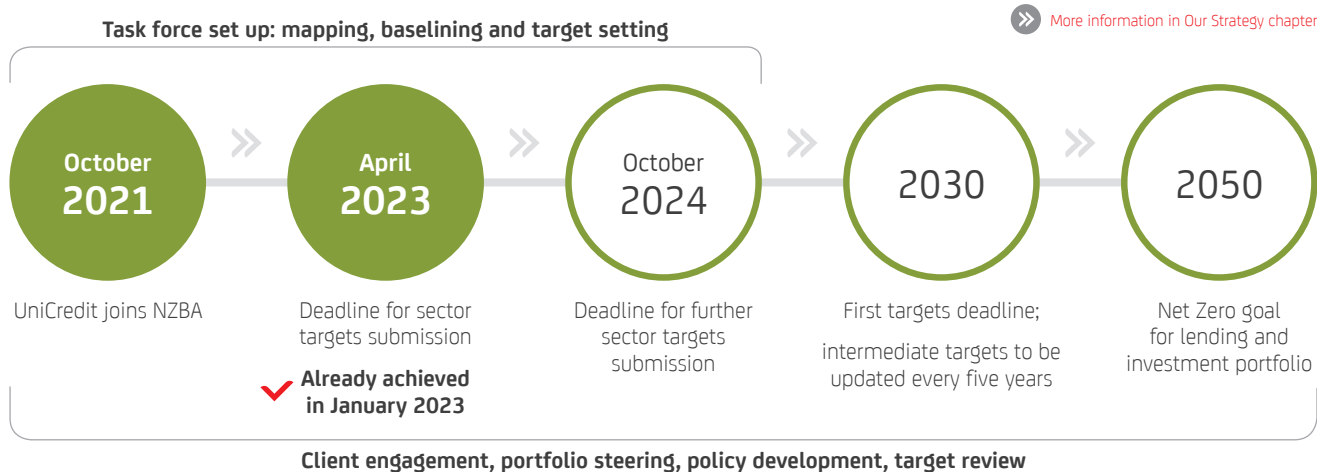 More information in Our Strategy chapter
Task force set up: mapping, baselining and target setting
October
2021
April
2023
October
2024
2030
2050
UniCredit joins NZBA
Deadline for sector
targets submission
Already achieved
in January 2023
Deadline for further
sector targets
submission
First targets deadline;
intermediate targets to be
updated every five years
Net Zero goal
for lending and
investment portfolio
Client engagement, portfolio steering, policy development, target review